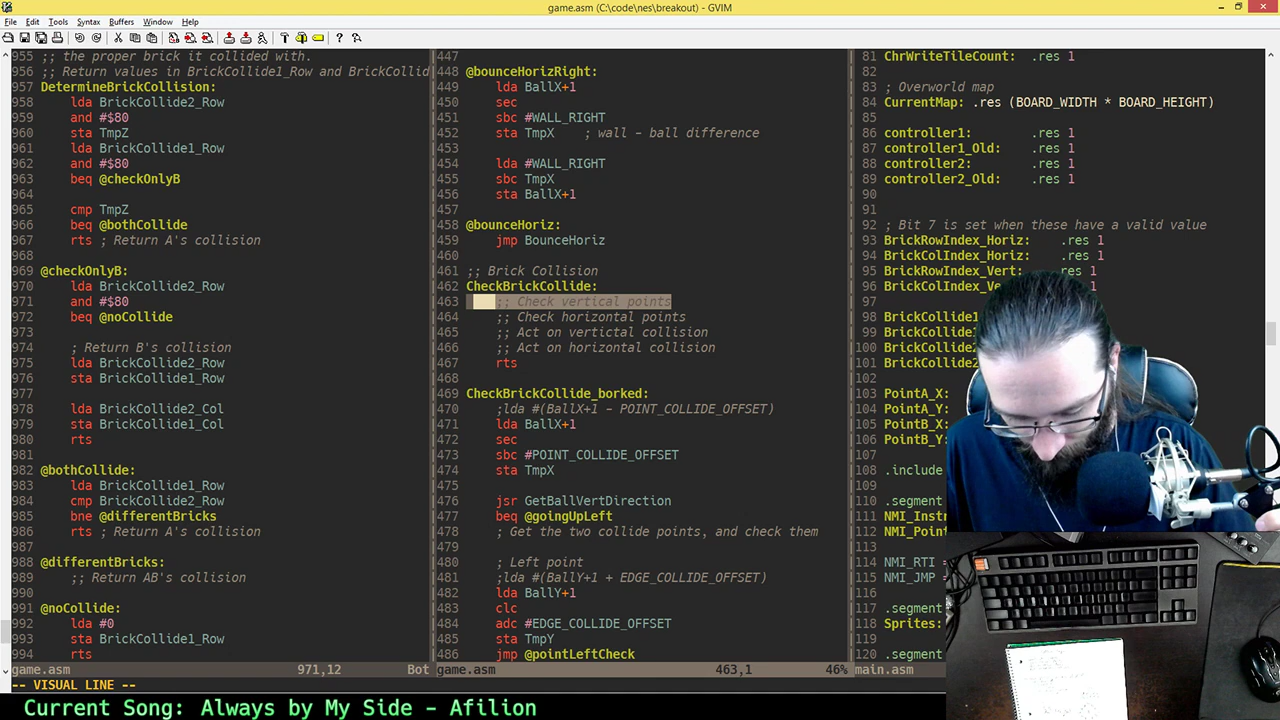 game.asm (C:\code\nes\breakout) - GVIM
File Edit Tools Syntax Buffers Window Help
955 ;; the proper brick it collided with.
956 ;; Return values in BrickCollide1_Row and BrickCollid
957 DetermineBrickCollision:
958 lda BrickCollide2_Row
959 and #$80
960 sta TmpZ
961 lda BrickCollide1_Row
962 and #$80
963 beq @checkOnlyB
964
965 cmp TmpZ
966 beq @bothCollide
967 rts ; Return A's collision
968
969 @checkOnlyB:
970 lda BrickCollide2_Row
971 and #$80
972 beq @noCollide
973
974 ; Return B's collision
975 lda BrickCollide2_Row
976 sta BrickCollide1_Row
977
978 lda BrickCollide2_Col
979 sta BrickCollide1_Col
980 rts
981
982 @bothCollide:
983 lda BrickCollide1_Row
984 cmp BrickCollide2_Row
985 bne @differentBricks
986 rts ; Return A's collision
987
988 @differentBricks:
989 ;; Return AB's collision
990
991 @noCollide:
992 lda #0
993 sta BrickCollide1_Row
994 rts
game.asm 971,12 Bot
447
448 @bounceHorizRight:
449 lda BallX+1
450 sec
451 sbc #WALL_RIGHT
452 sta TmpX ; wall - ball difference
453
454 lda #WALL_RIGHT
455 sbc TmpX
456 sta BallX+1
457
458 @bounceHoriz:
459 jmp BounceHoriz
460
461 ;; Brick Collision
462 CheckBrickCollide:
463 ;; Check vertical points
464 ;; Check horizontal points
465 ;; Act on vertictal collision
466 ;; Act on horizontal collision
467 rts
468
469 CheckBrickCollide_borked:
470 ;lda #(BallX+1 - POINT_COLLIDE_OFFSET)
471 lda BallX+1
472 sec
473 sbc #POINT_COLLIDE_OFFSET
474 sta TmpX
475
476 jsr GetBallVertDirection
477 beq @goingUpLeft
478 ; Get the two collide points, and check them
479
480 ; Left point
481 ;lda #(BallY+1 + EDGE_COLLIDE_OFFSET)
482 lda BallY+1
483 clc
484 adc #EDGE_COLLIDE_OFFSET
485 sta TmpY
486 jmp @pointLeftCheck
game.asm 463,1 46%
81 ChrWriteTileCount: .res 1
82
83 ; Overworld map
84 CurrentMap: .res (BOARD_WIDTH * BOARD_HEIGHT)
85
86 controller1: .res 1
87 controller1_Old: .res 1
88 controller2: .res 1
89 controller2_Old: .res 1
90
91
92 ; Bit 7 is set when these have a valid value
93 BrickRowIndex_Horiz: .res 1
94 BrickColIndex_Horiz: .res 1
95 BrickRowIndex_Vert: .res 1
96 BrickColIndex_Ve 1
97
98 BrickCollide1
99 BrickCollide1
100 BrickCollide2
101 BrickCollide2
102
103 PointA_X:
104 PointA_Y:
105 PointB_X:
106 PointB_Y:
107
108 .include
109
110 .segment
111 NMI_Inst
112 NMI_Poin
113
114 NMI_RTI =
115 NMI_JMP =
116
117 .segment
118 Sprites:
119
120 .segment
main.asm
-- VISUAL LINE --
Current Song: Always by My Side - Afilion